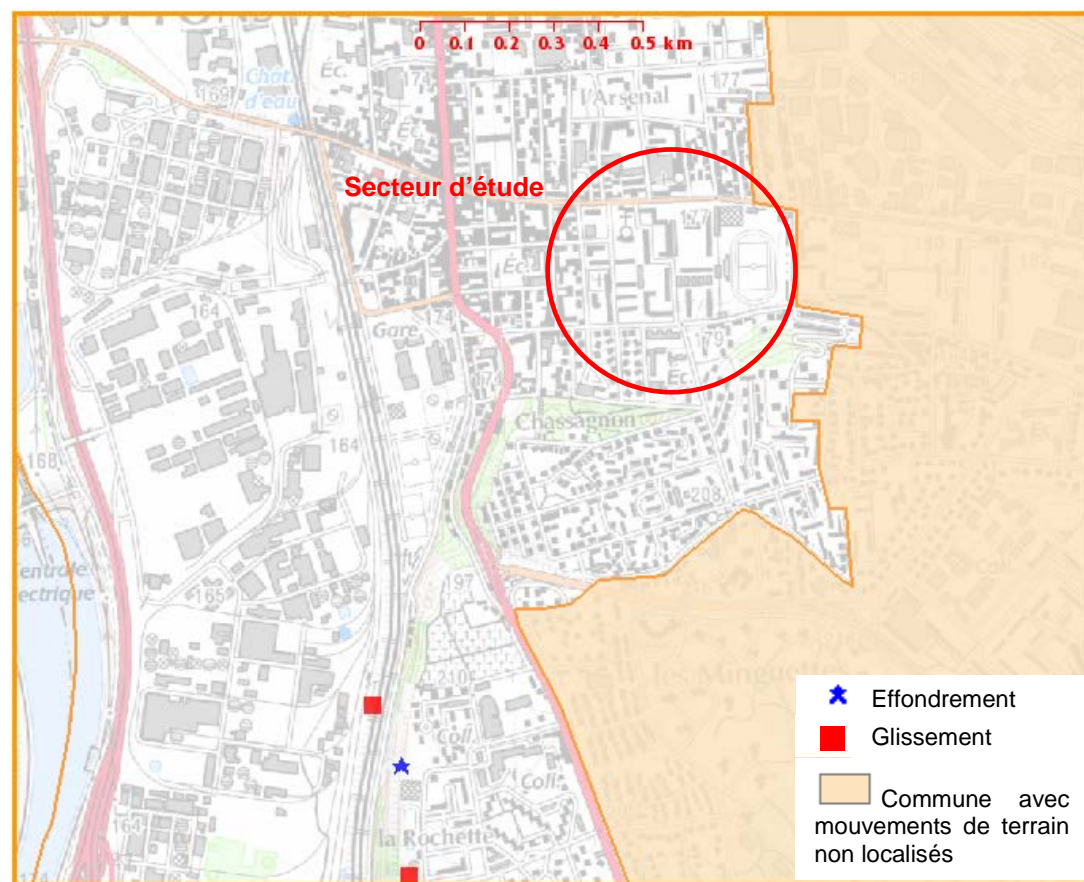 0 0.1 0.2 0.3 0.4 0.5 km
Éc.
174
177
Chat.
d'eau
169
l'Arsenal
Éc.
Secteur d'étude
Éc.
164
Gare
174
179
Éc.
164
Chassagnon
168
208
Centrale
électrique
165
197
les Minguettes
210
Coll.
Coll.
la Rochette
164
Effondrement
Glissement
Commune avec
mouvements de terrain
non localisés